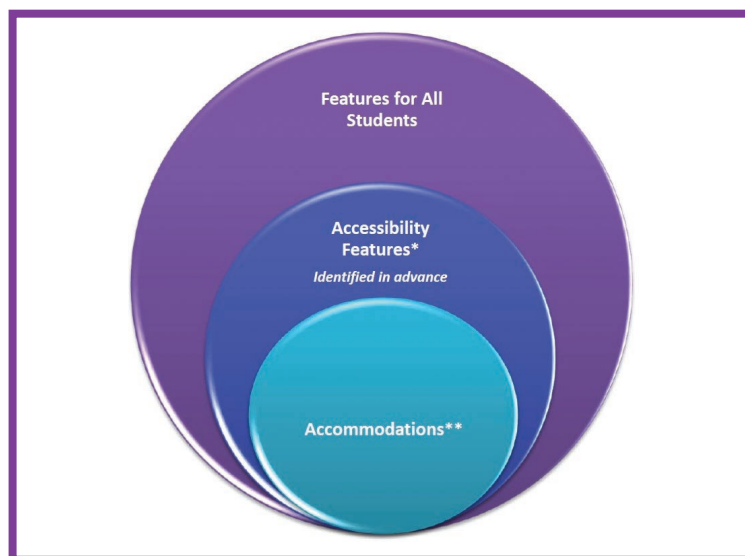 Features for All
Students
Accessibility
Features*
Identified in advance
Accommodations**